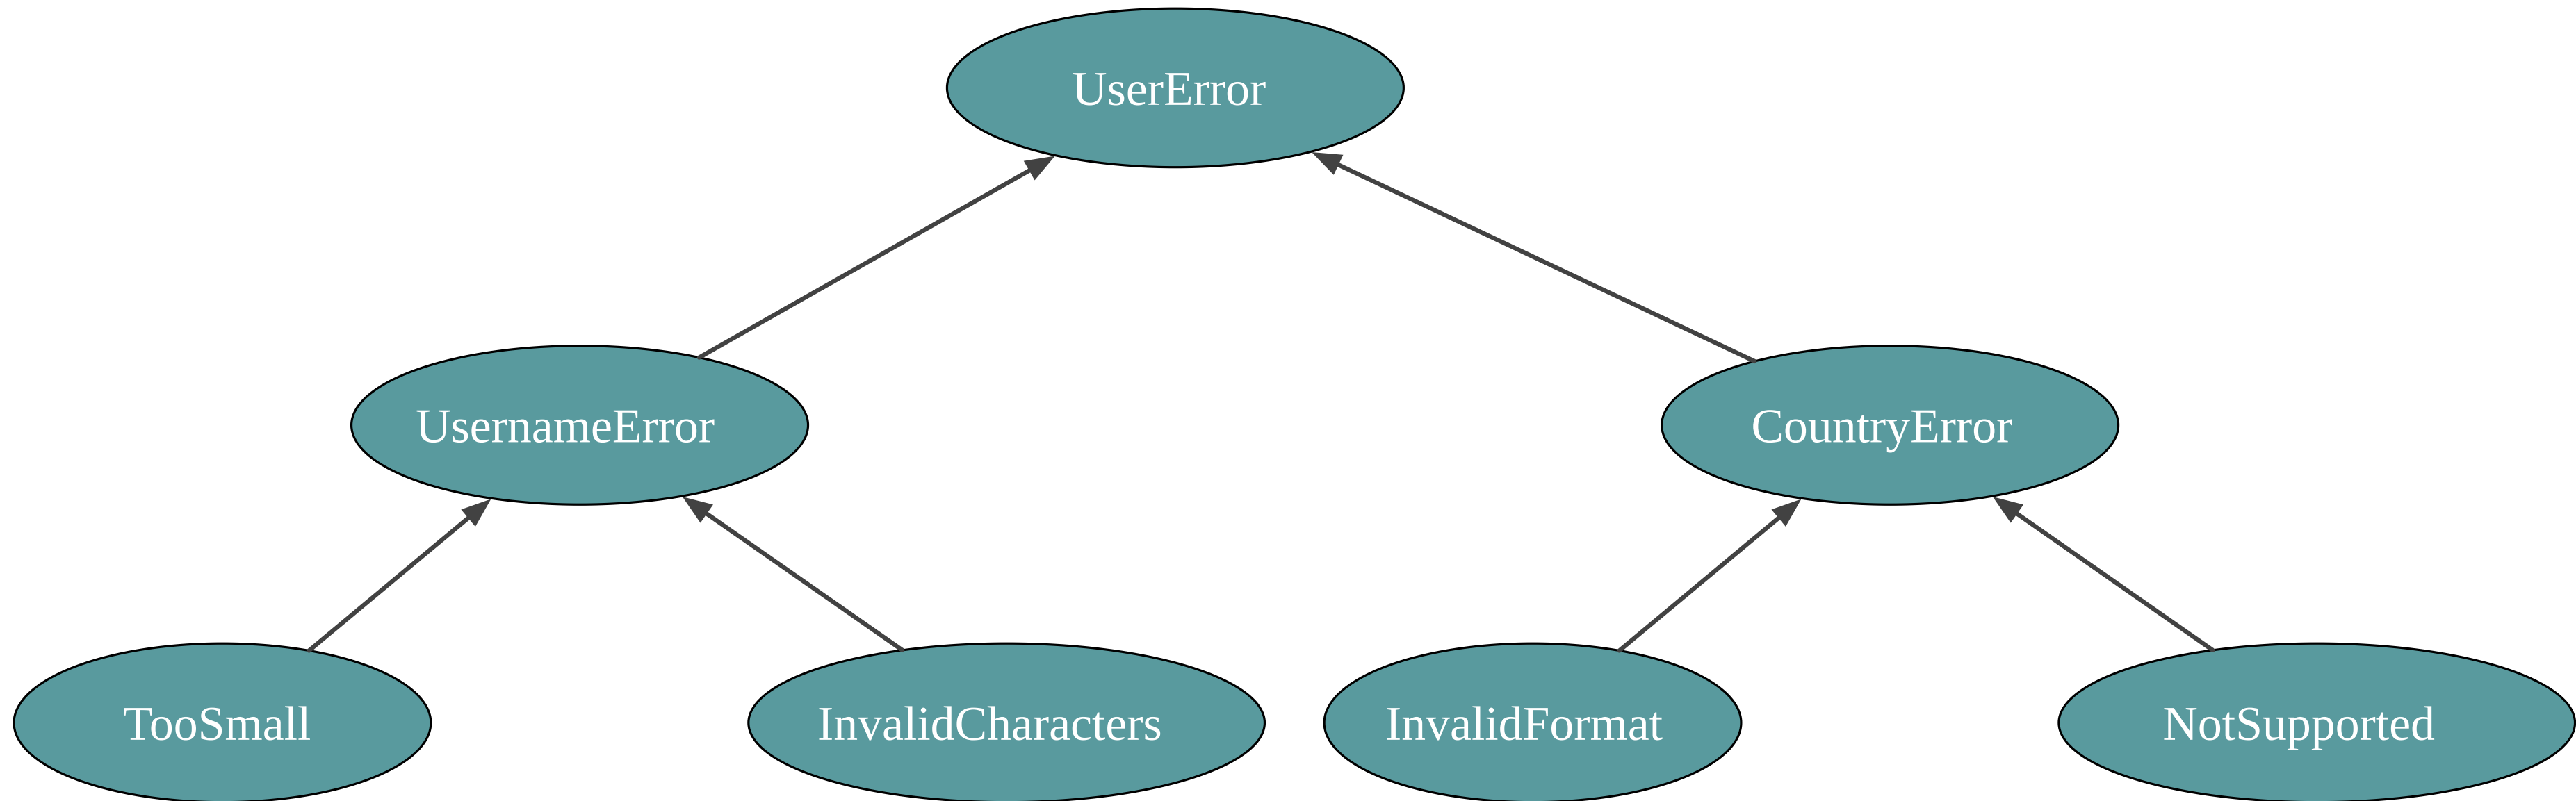 UserError
UsernameError
CountryError
TooSmall
InvalidCharacters
InvalidFormat
NotSupported